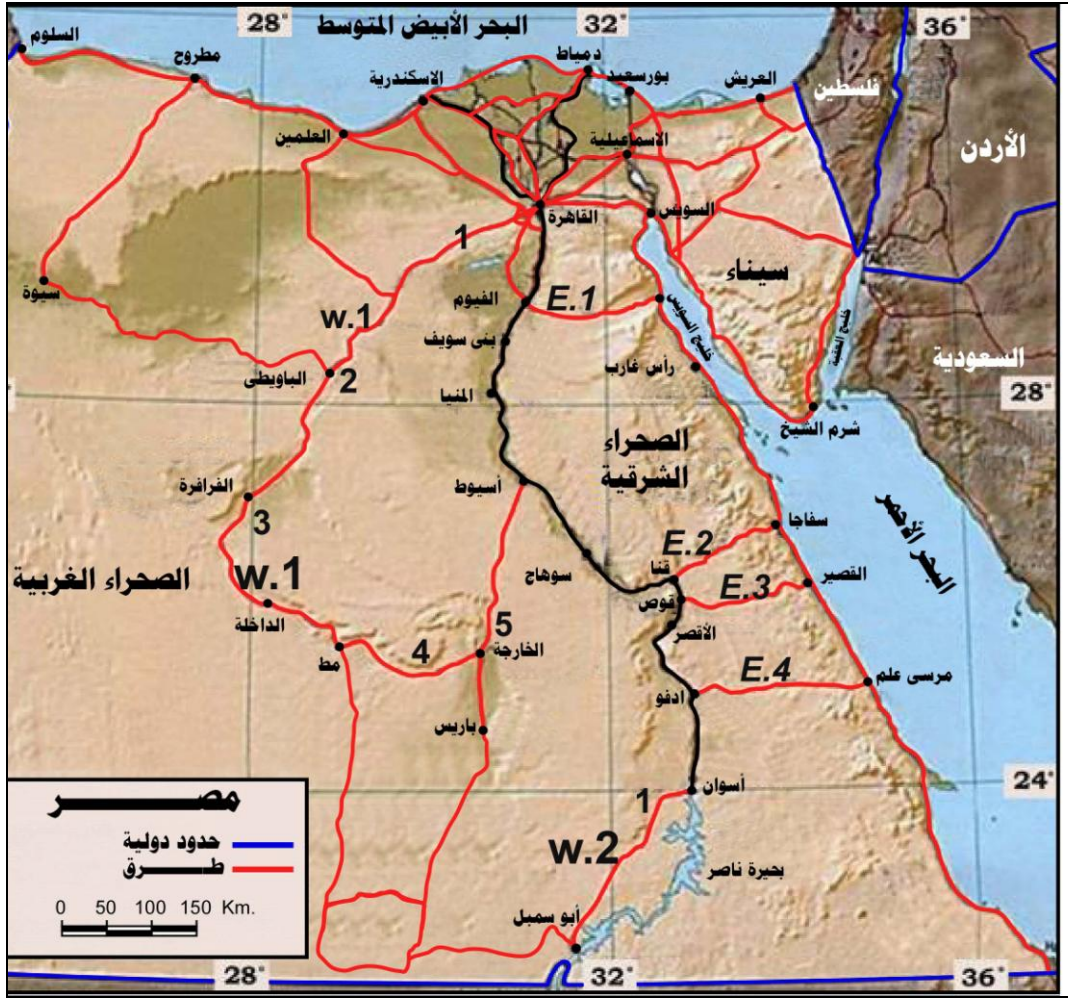 28°
البحر الأبيض المتوسط
32°
36°
السلوم
مطروح
الاسكندرية
دمياط
بورسعيد
العريش
فلسطين
العلمين
الاسماعيلية
الأردن
القاهرة
السويس
1
سيناء
سيوة
الفيوم
E.1
خليج السويس
خليج العقبة
w.1
بنى سويف
السعودية
الباويطى
2
المنيا
رأس غارب
28°
شرم الشيخ
الصحراء
الشرقية
أسيوط
الفرافرة
3
البحر الأحمر
سفاجا
E.2
سوهاج
قنا
القصير
E.3
الصحراء الغربية
w.1
قوص
الداخلة
الأقصر
5
الخارجة
4
مط
مرسى علم
E.4
ادفو
باريس
24°
أسوان
1
مصر
حدود دولية
طرق
w.2
بحيرة ناصر
0 50 100 150 Km.
أبو سمبل
28°
32°
36°